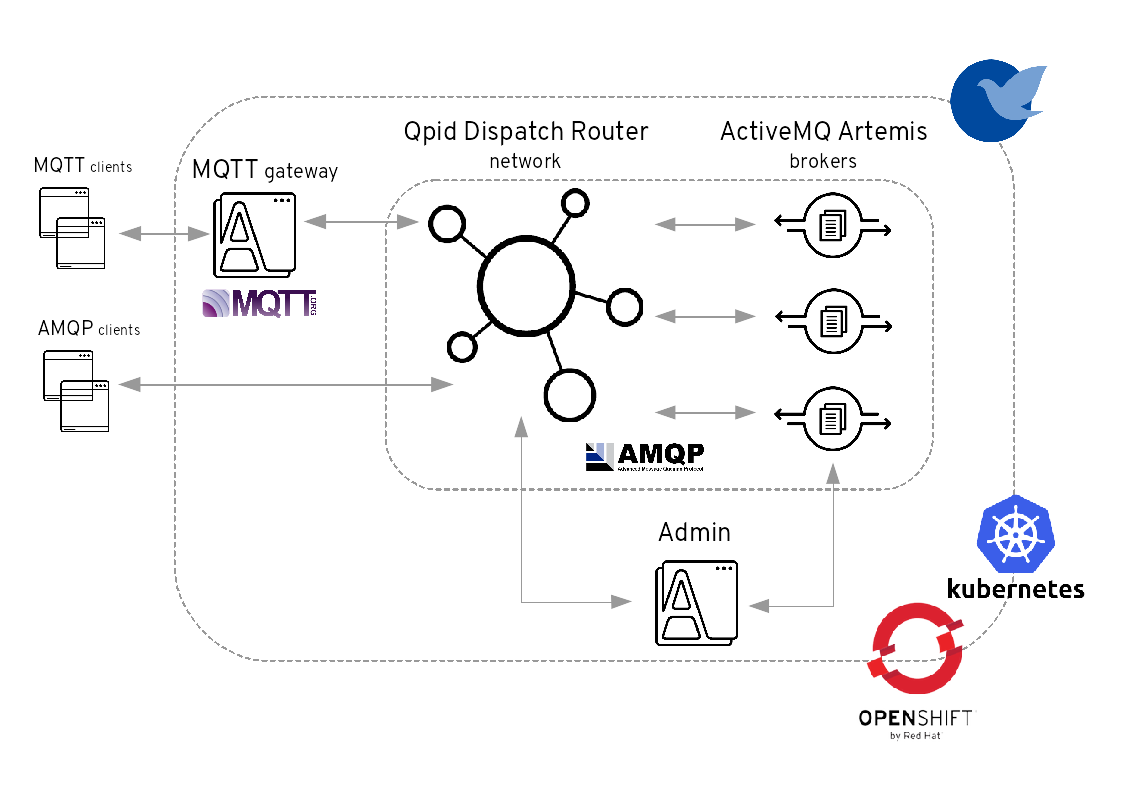 Qpid Dispatch Router
network
ActiveMQ Artemis
brokers
MQTT clients
MQTT gateway
MQTT.ORG
AMQP clients
AMQP
Advanced Message Queuing Protocol
Admin
kubernetes
OPENSHIFT
by Red Hat